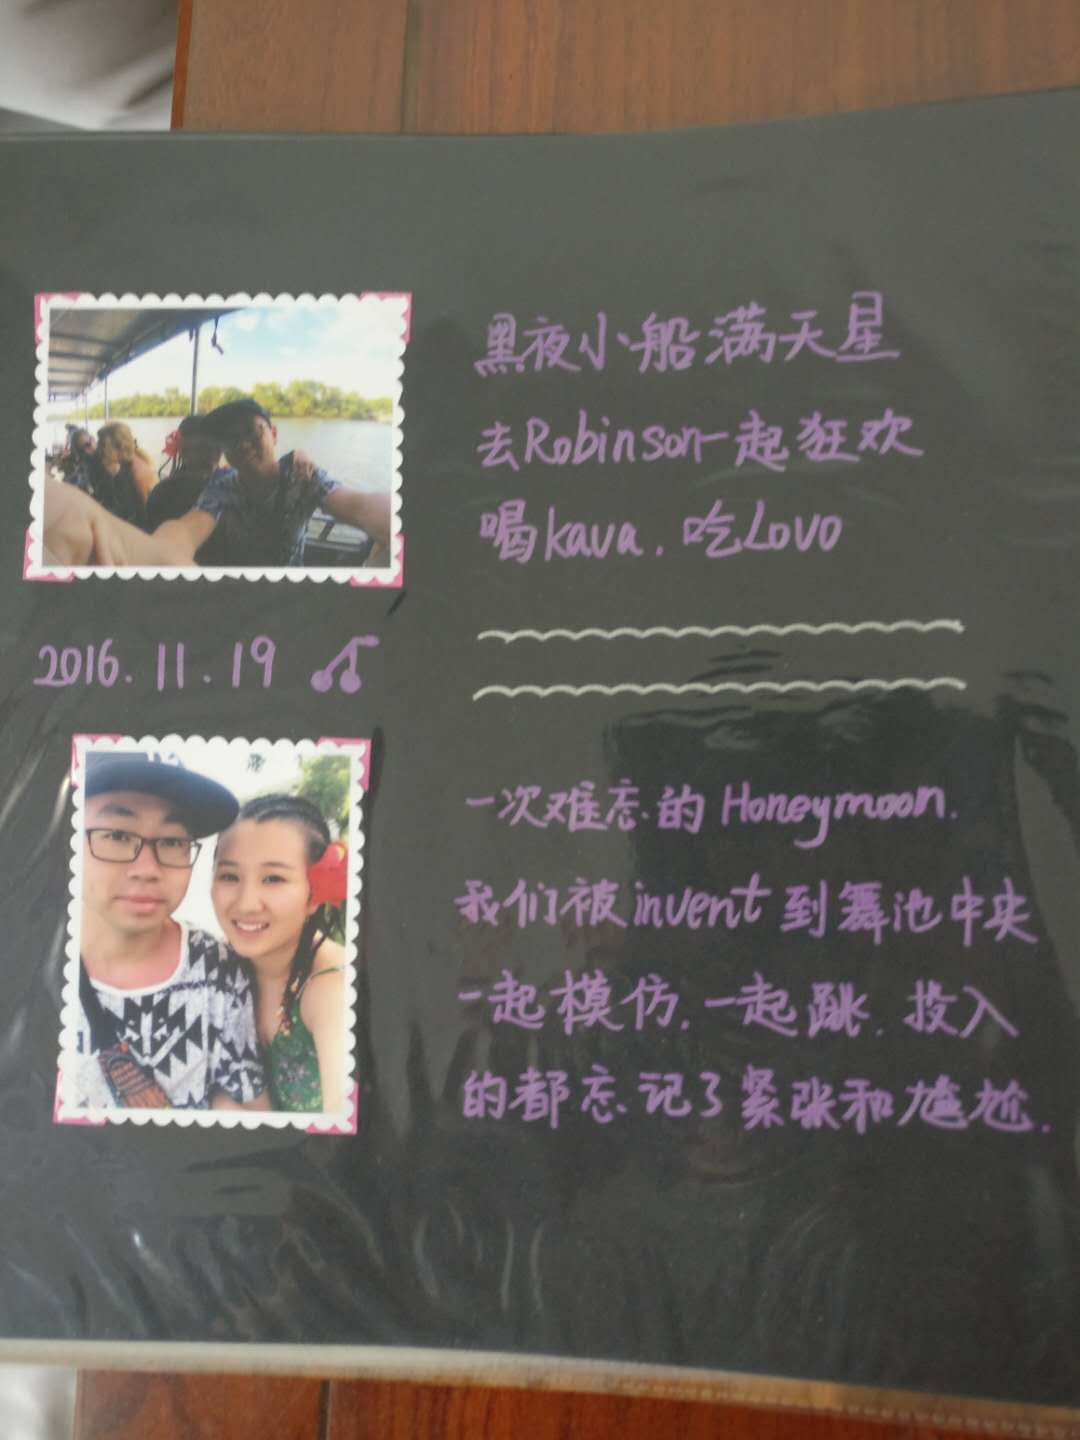 黑夜小船满天星
去Robinson一起狂欢
喝kava.吃Lovo
2016.11.19
一次难忘的Honeymoon.
我们被invent到舞池中央
一起模仿.一起跳.投入
的都忘记了紧张和尴尬.